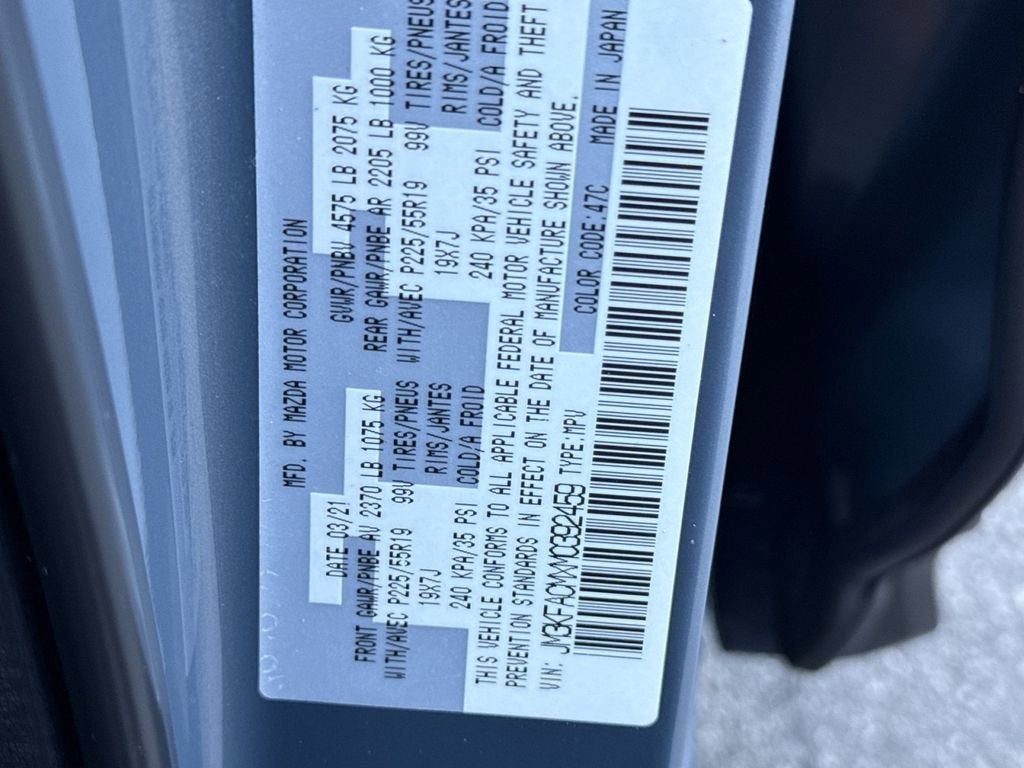 MFD. BY MAZDA MOTOR CORPORATION
DATE 03/21 GVWR/PNBV 4575 LB 2075 KG
FRONT GAWR/PNBE AV 2370 LB 1075 KG REAR GAWR/PNBE AR 2205 LB 1000 KG
WITH/AVEC P225/55R19 99V TIRES/PNEUS WITH/AVEC P225/55R19 99V TIRES/PNEUS
19X7J RIMS/JANTES 19X7J RIMS/JANTES
240 KPA/35 PSI COLD/A FROID 240 KPA/35 PSI COLD/A FROID
THIS VEHICLE CONFORMS TO ALL APPLICABLE FEDERAL MOTOR VEHICLE SAFETY AND THEFT
PREVENTION STANDARDS IN EFFECT ON THE DATE OF MANUFACTURE SHOWN ABOVE.
VIN: JM3KFACMXM0392459 TYPE:MPV COLOR CODE:47C MADE IN JAPAN